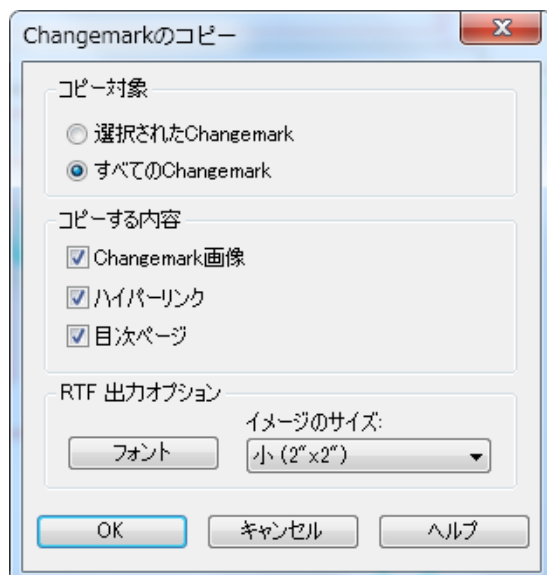 Changemarkのコピー
コピー対象
選択されたChangemark
すべてのChangemark
コピーする内容
Changemark画像
ハイパーリンク
目次ページ
RTF 出力オプション
イメージのサイズ:
フォント
小 (2"x2")
OK
キャンセル
ヘルプ